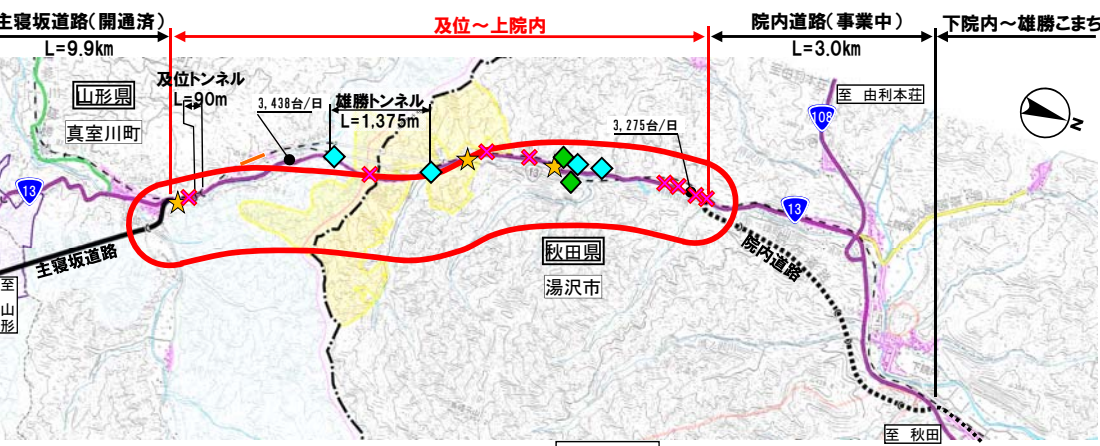 主寝坂道路(開通済)
L=9.9km
及位～上院内
院内道路(事業中)
L=3.0km
下院内～雄勝こまち
及位トンネル
L=90m
山形県
真室川町
3,438台/日
雄勝トンネル
L=1,375m
3,275台/日
至 由利本荘
108
N
13
13
13
主寝坂道路
至
山形
秋田県
湯沢市
院内道路
至 秋田